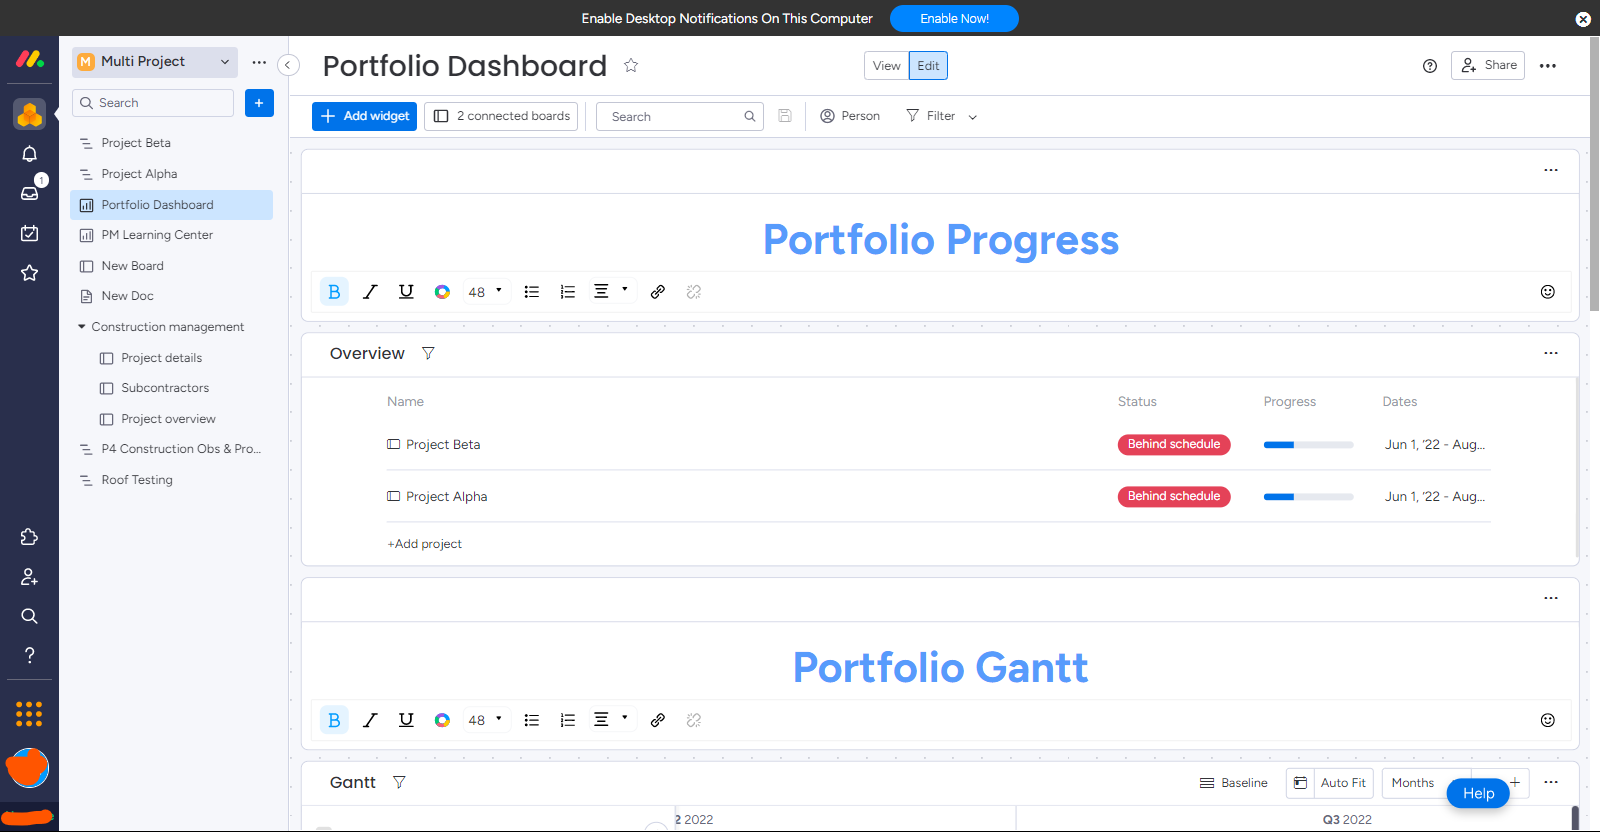 Enable Desktop Notifications On This Computer Enable Now!
M Multi Project
Search
Project Beta
Project Alpha
Portfolio Dashboard
PM Learning Center
New Board
New Doc
Construction management
Project details
Subcontractors
Project overview
P4 Construction Obs & Pro...
Roof Testing
1
Portfolio Dashboard View Edit Share
Add widget 2 connected boards Search Person Filter
Portfolio Progress
B I U 48
Overview
Name Status Progress Dates
Project Beta Behind schedule Jun 1, '22 - Aug...
Project Alpha Behind schedule Jun 1, '22 - Aug...
+Add project
Portfolio Gantt
B I U 48
Gantt Baseline Auto Fit Months +
Help
2 2022 Q3 2022